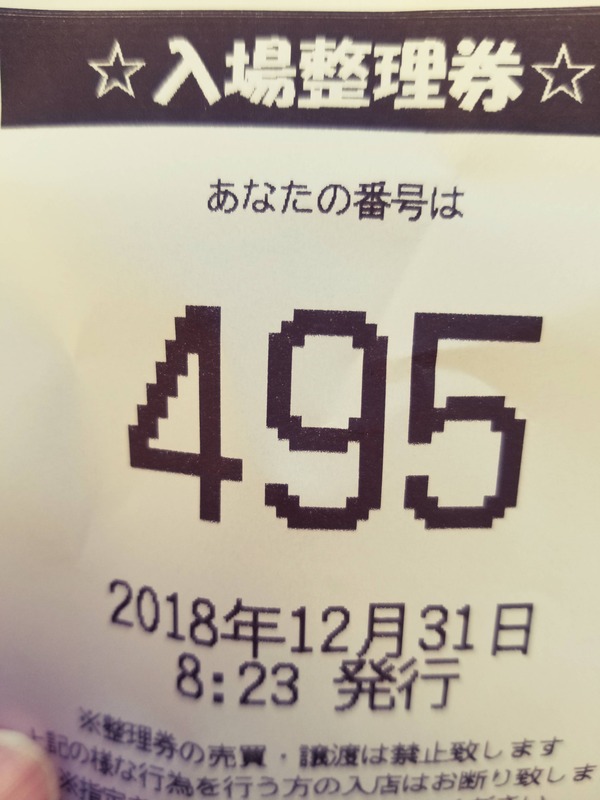 ☆入場整理券☆
あなたの番号は
495
2018年12月31日
8:23 発行
※整理券の売買・譲渡は禁止致します
上記の様な行為を行う方の入店はお断り致しま
※指定